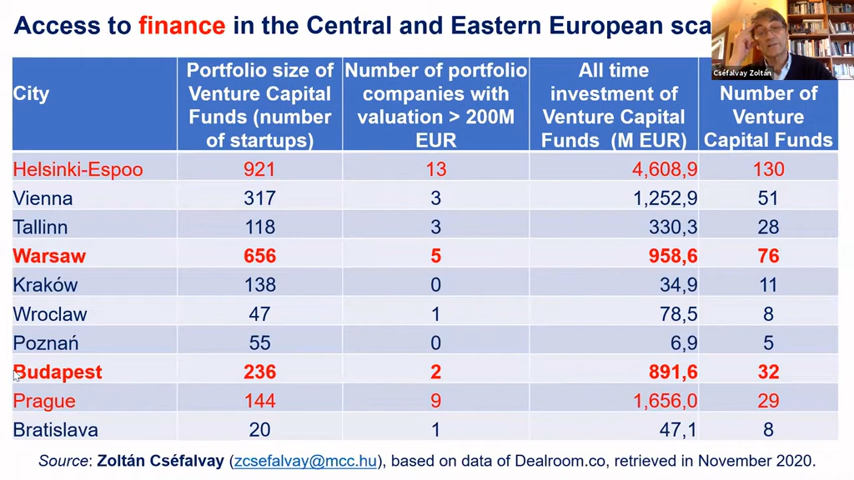 Access to finance in the Central and Eastern European
Cséfalvay Zoltán
City
Portfolio size of Venture Capital Funds (number of startups)
Number of portfolio companies with valuation > 200M EUR
All time investment of Venture Capital Funds (M EUR)
Number of Venture Capital Funds
Helsinki-Espoo 921 13 4,608,9 130
Vienna 317 3 1,252,9 51
Tallinn 118 3 330,3 28
Warsaw 656 5 958,6 76
Kraków 138 0 34,9 11
Wroclaw 47 1 78,5 8
Poznań 55 0 6,9 5
Budapest 236 2 891,6 32
Prague 144 9 1,656,0 29
Bratislava 20 1 47,1 8
Source: Zoltán Cséfalvay (zcsefalvay@mcc.hu), based on data of Dealroom.co, retrieved in November 2020.